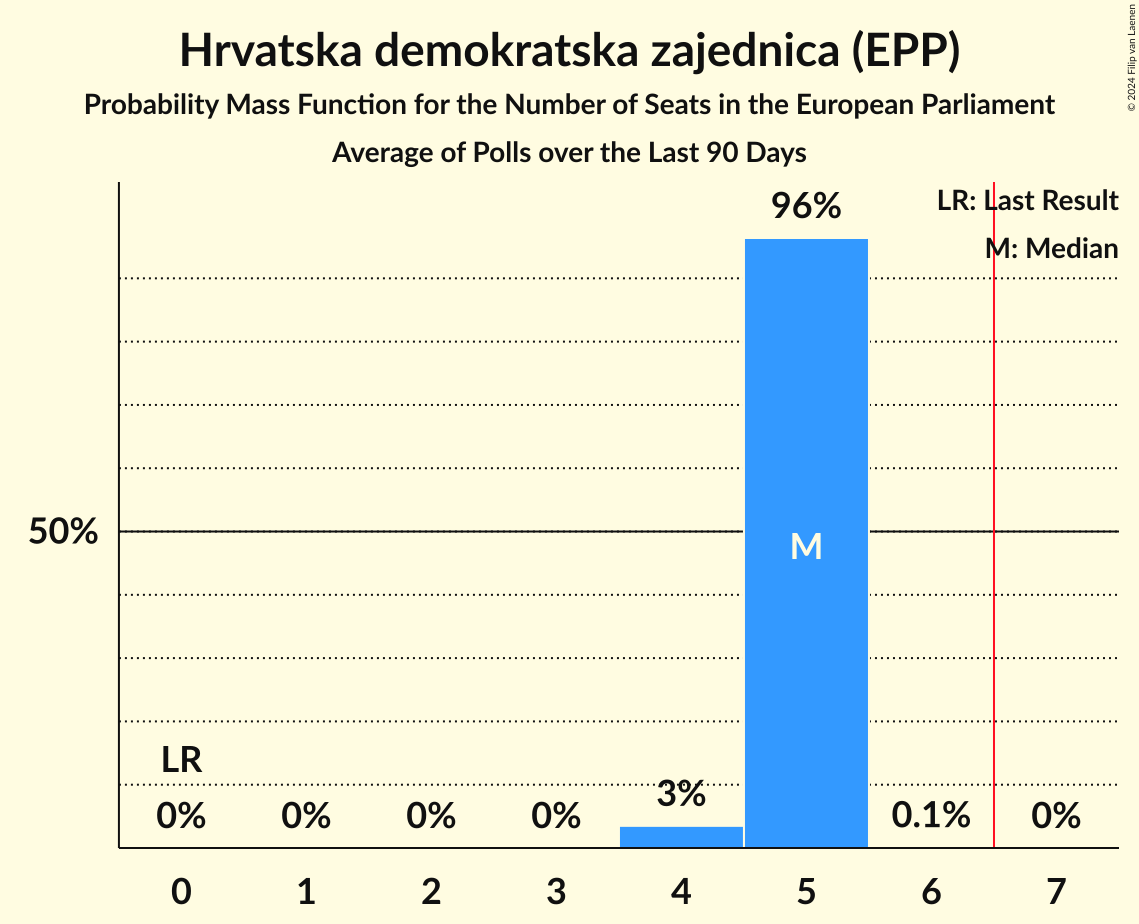 Hrvatska demokratska zajednica (EPP)
Probability Mass Function for the Number of Seats in the European Parliament
Average of Polls over the Last 90 Days
© 2024 Filip van Laenen
LR: Last Result
M: Median
96%
50%
M
LR
0% 0% 0% 0% 3% 0.1% 0%
0 1 2 3 4 5 6 7